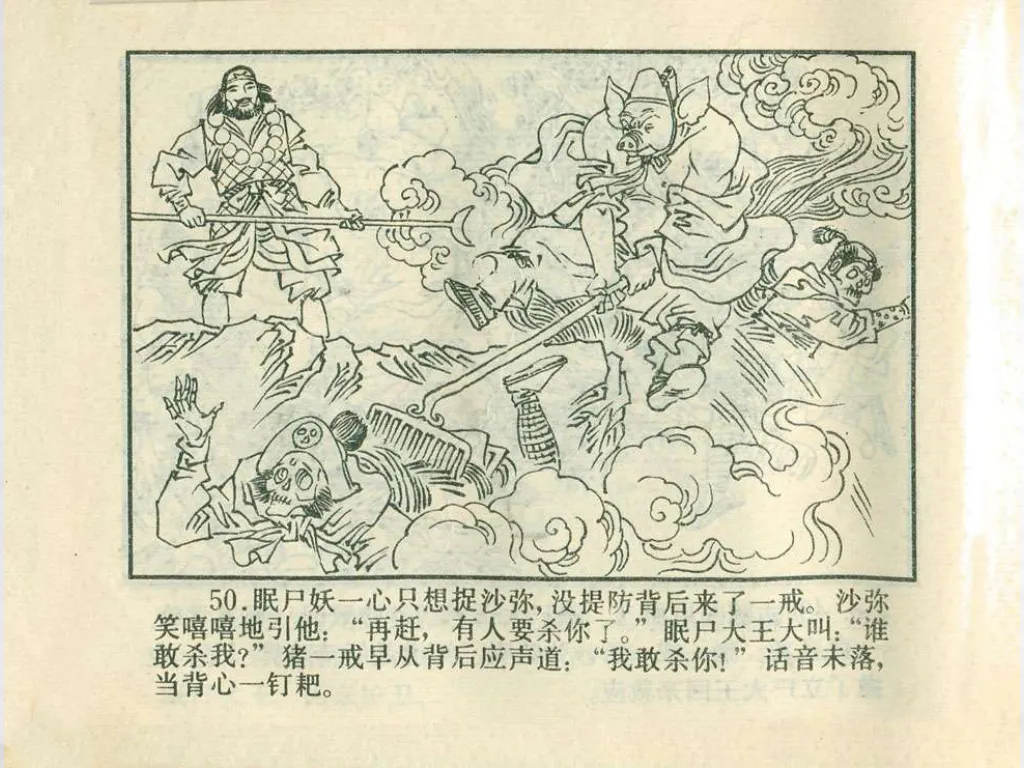 50.眠尸妖一心只想捉沙弥,没提防背后来了一戒。沙弥
笑嘻嘻地引他:“再赶,有人要杀你了。”眠尸大王大叫:“谁
敢杀我?”猪一戒早从背后应声道:“我敢杀你!”话音未落,
当背心一钉耙。